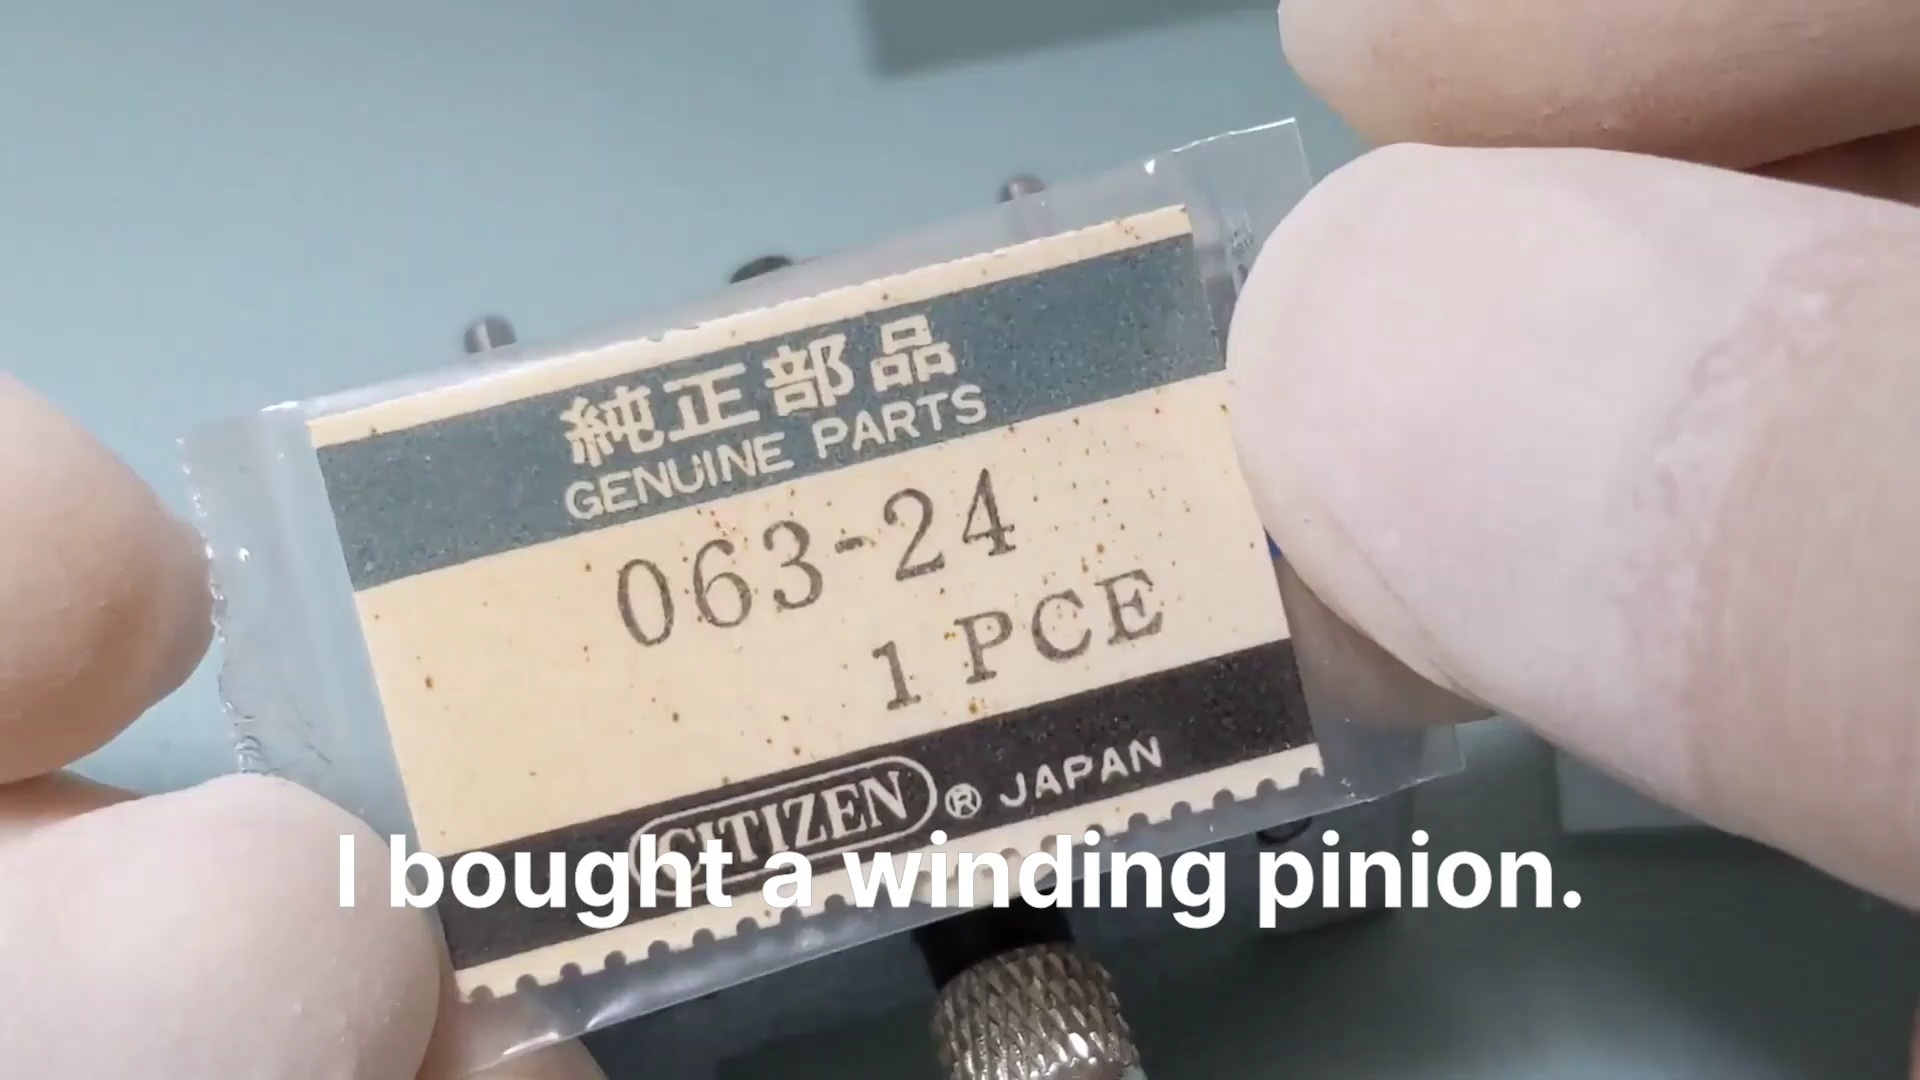 純正部品
GENUINE PARTS
063-24
1 PCE
CITIZEN ® JAPAN
I bought a winding pinion.